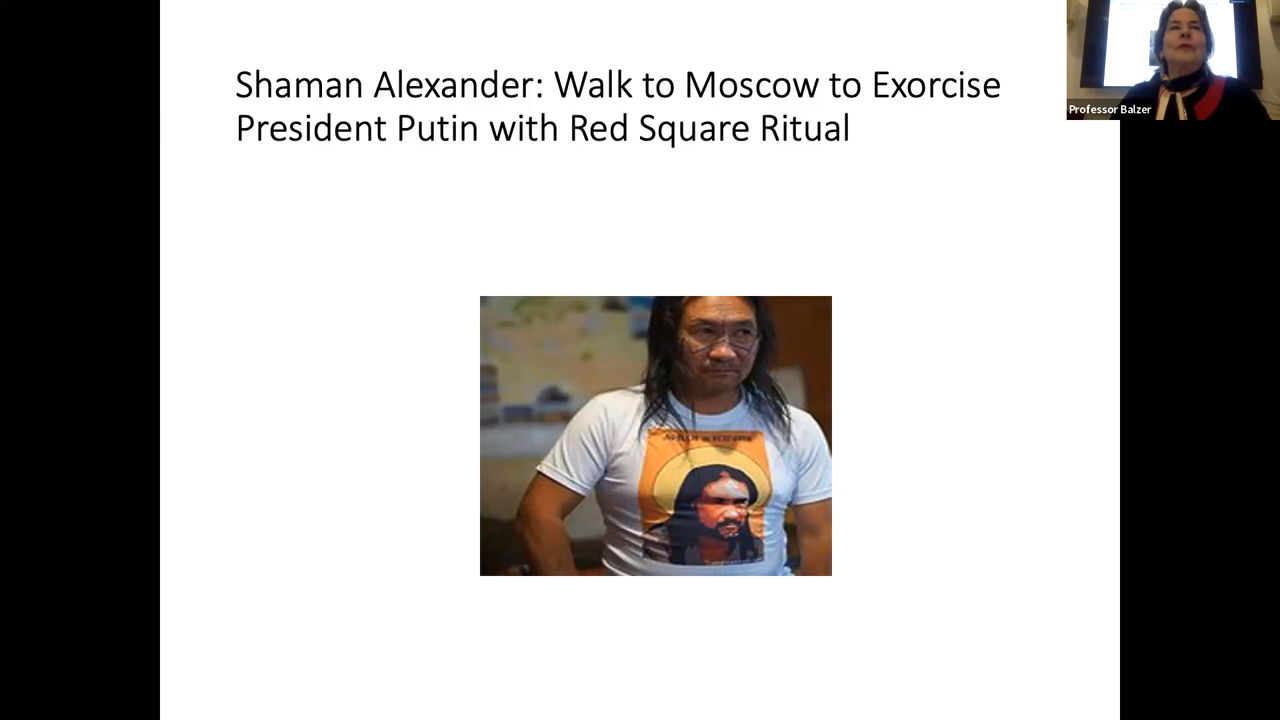 Shaman Alexander: Walk to Moscow to Exorcise
President Putin with Red Square Ritual
Professor Balzer